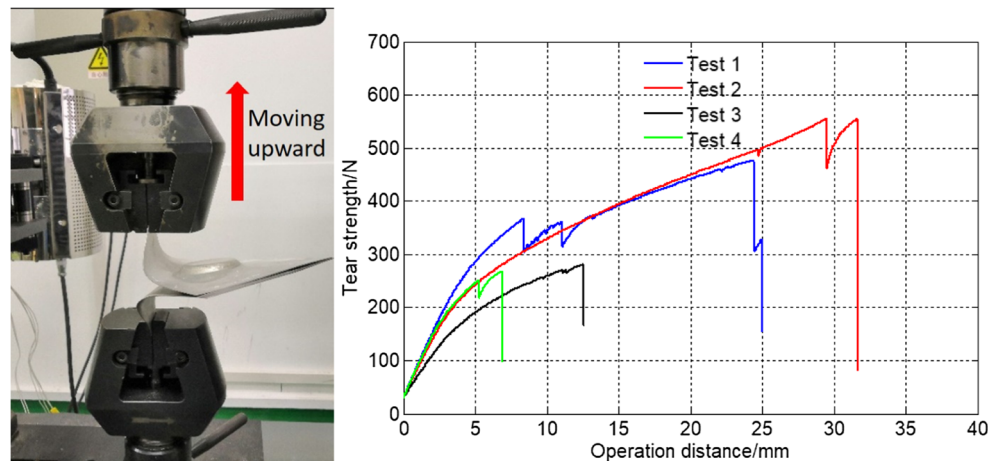 Moving
upward
700
600
500
400
300
200
100
0
Tear strength/N
Test 1
Test 2
Test 3
Test 4
0 5 10 15 20 25 30 35 40
Operation distance/mm